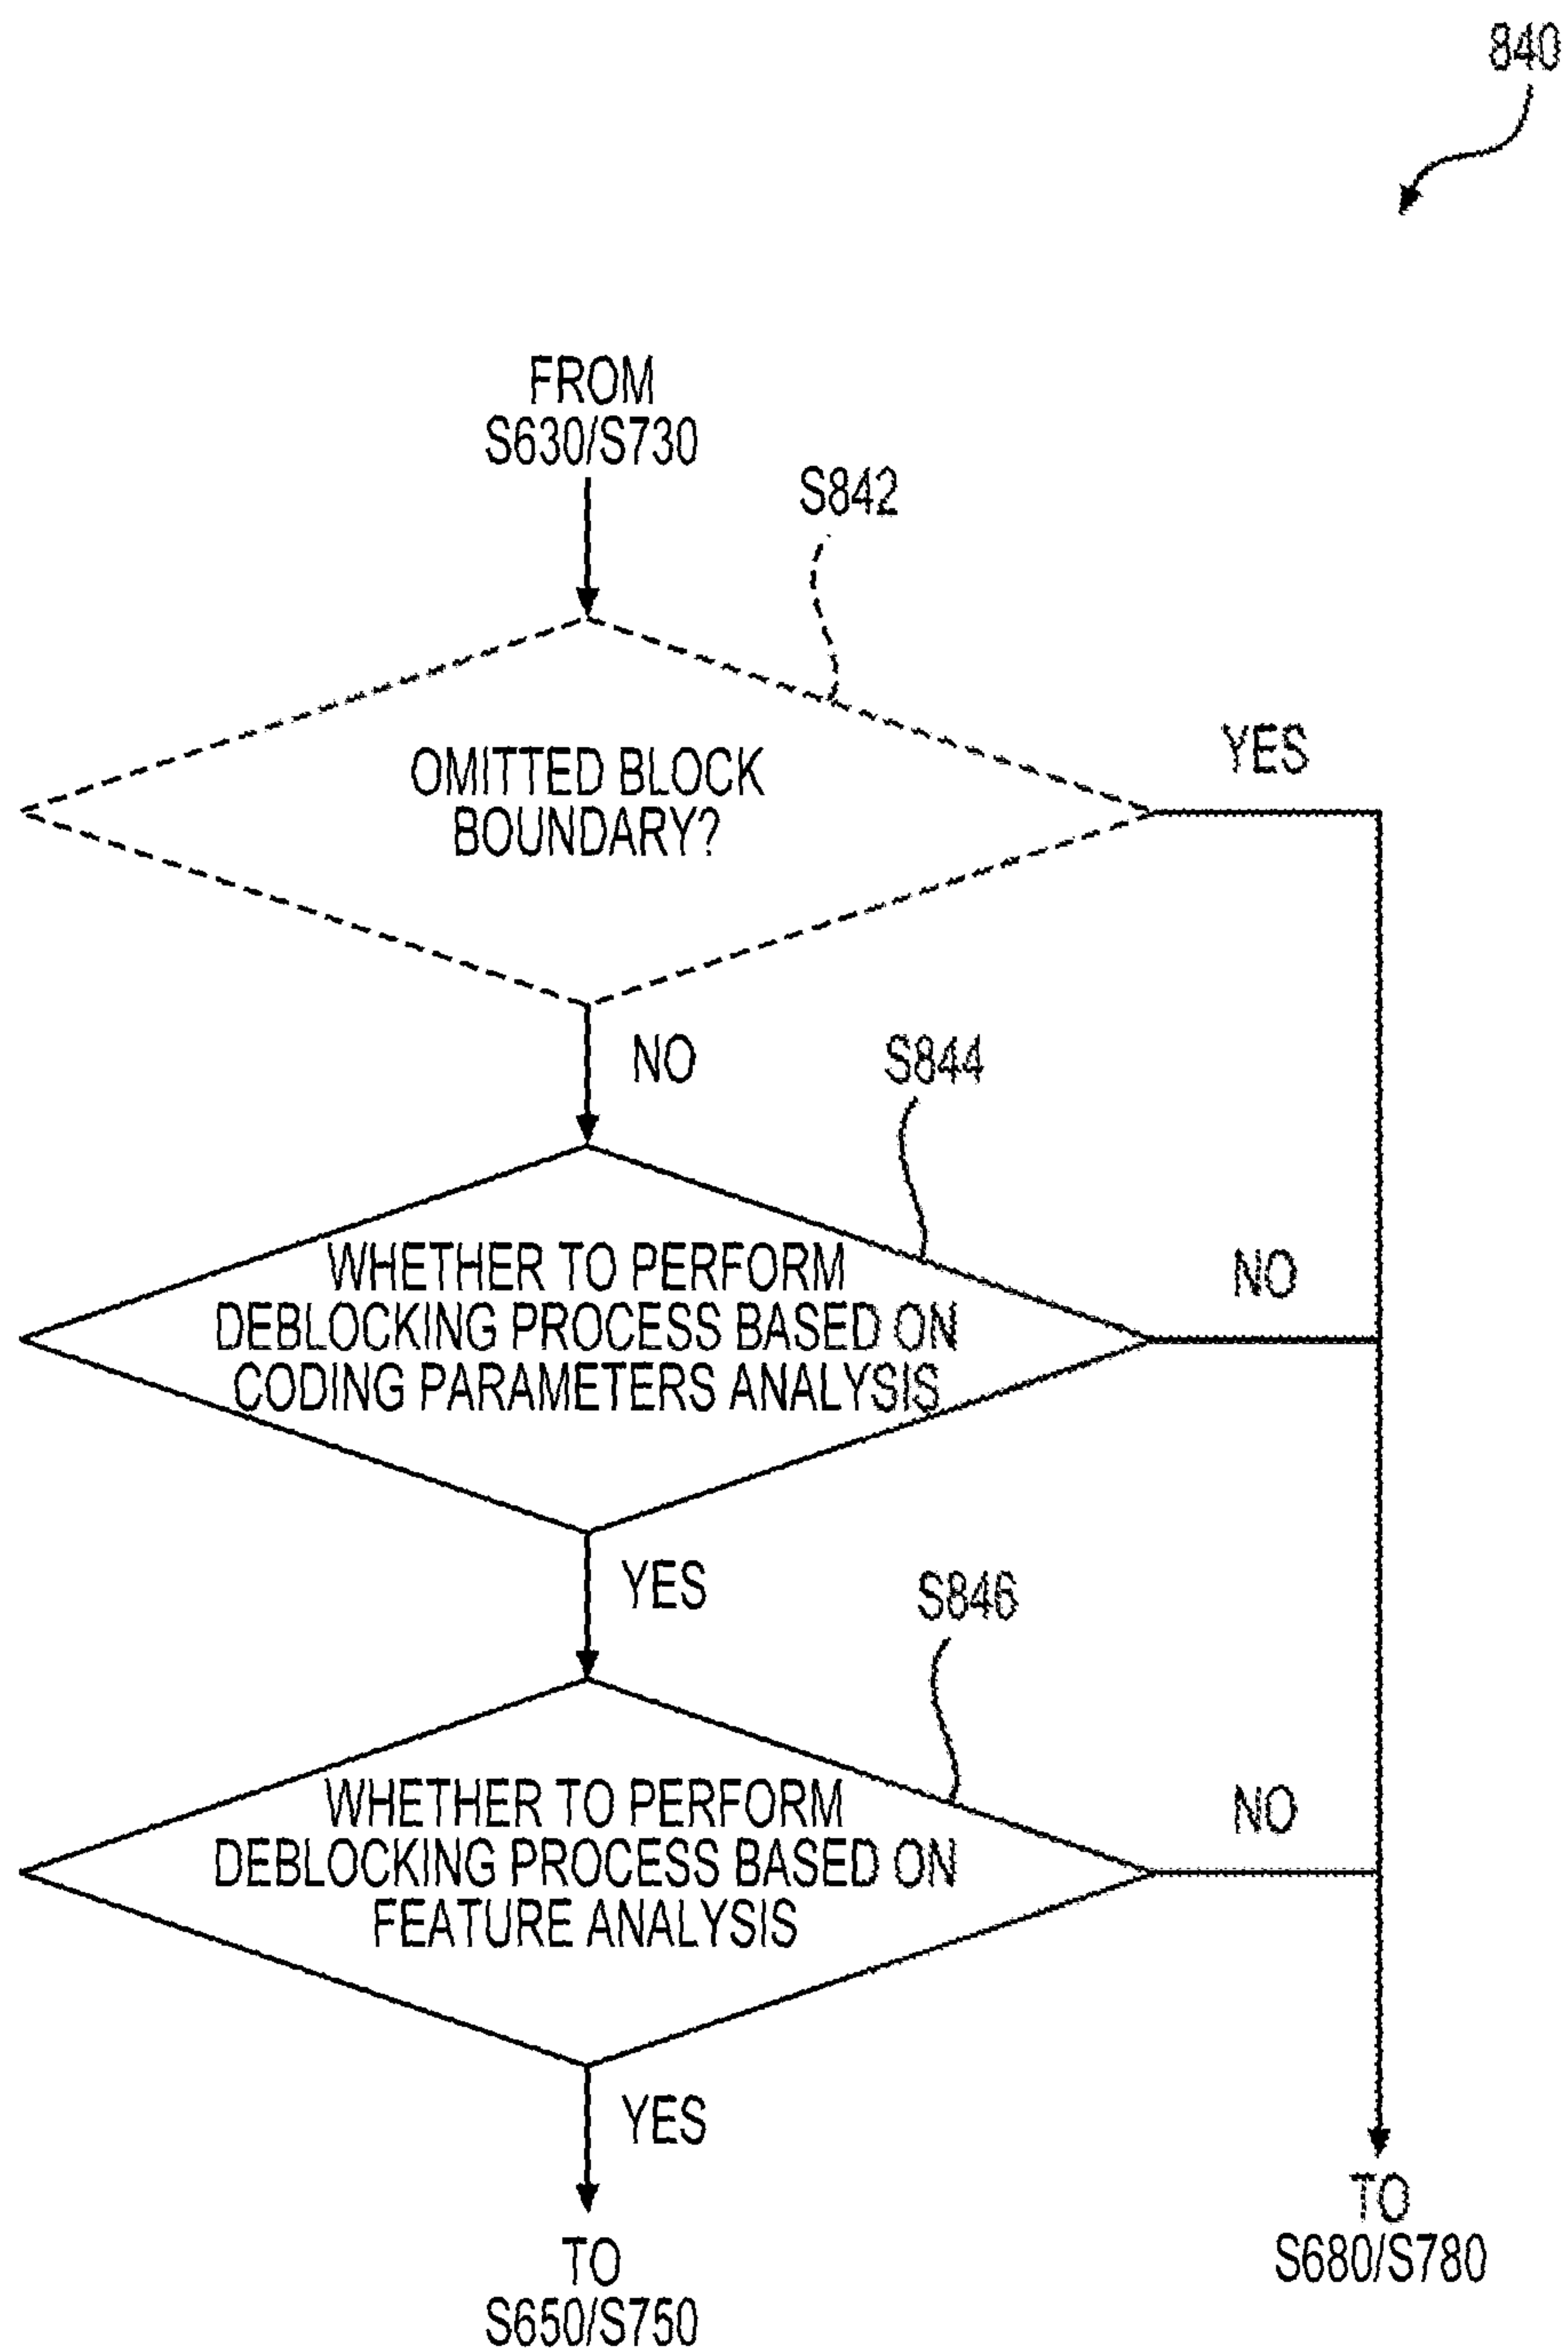 840
FROM
S630/S730
S842
OMITTED BLOCK
BOUNDARY?
YES
NO
S844
WHETHER TO PERFORM
DEBLOCKING PROCESS BASED ON
CODING PARAMETERS ANALYSIS
NO
YES
S846
WHETHER TO PERFORM
DEBLOCKING PROCESS BASED ON
FEATURE ANALYSIS
NO
YES
TO
S680/S780
TO
S650/S750